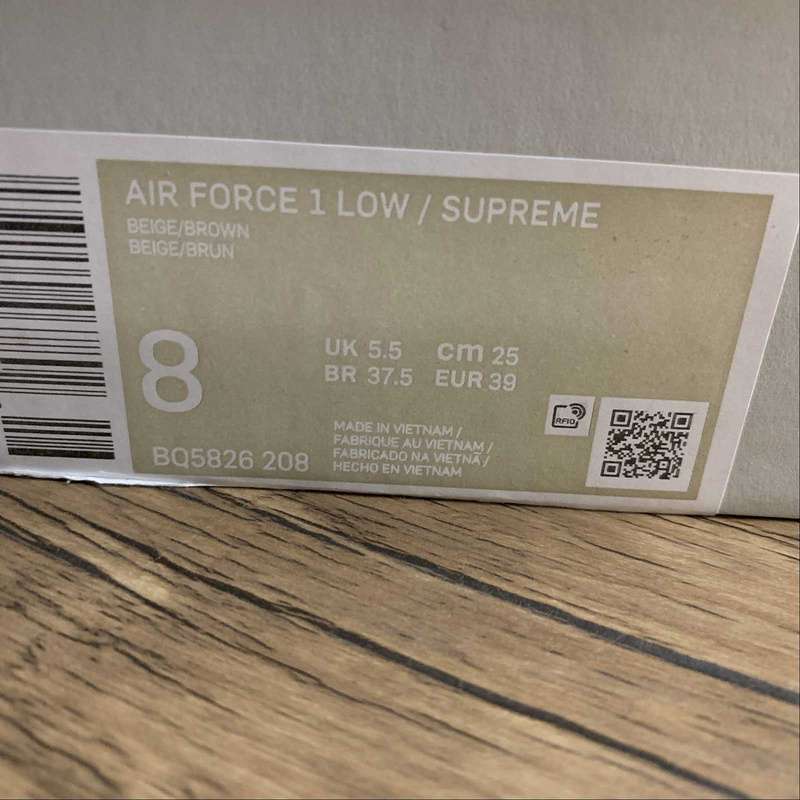 AIR FORCE 1 LOW / SUPREME
BEIGE/BROWN
BEIGE/BRUN
8
UK 5.5 cm 25
BR 37.5 EUR 39
BQ5826 208
MADE IN VIETNAM /
FABRIQUE AU VIETNAM /
FABRICADO NA VIETNÃ /
HECHO EN VIETNAM
RFID